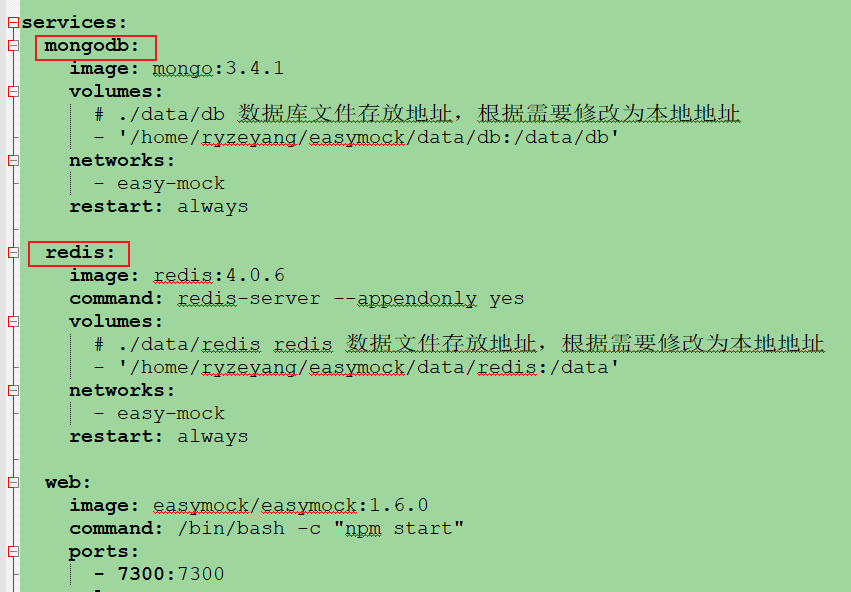 services:
mongodb:
image: mongo:3.4.1
volumes:
# ./data/db 数据库文件存放地址，根据需要修改为本地地址
- '/home/ryzeyang/easymock/data/db:/data/db'
networks:
- easy-mock
restart: always
redis:
image: redis:4.0.6
command: redis-server --appendonly yes
volumes:
# ./data/redis redis 数据文件存放地址，根据需要修改为本地地址
- '/home/ryzeyang/easymock/data/redis:/data'
networks:
- easy-mock
restart: always
web:
image: easymock/easymock:1.6.0
command: /bin/bash -c "npm start"
ports:
- 7300:7300